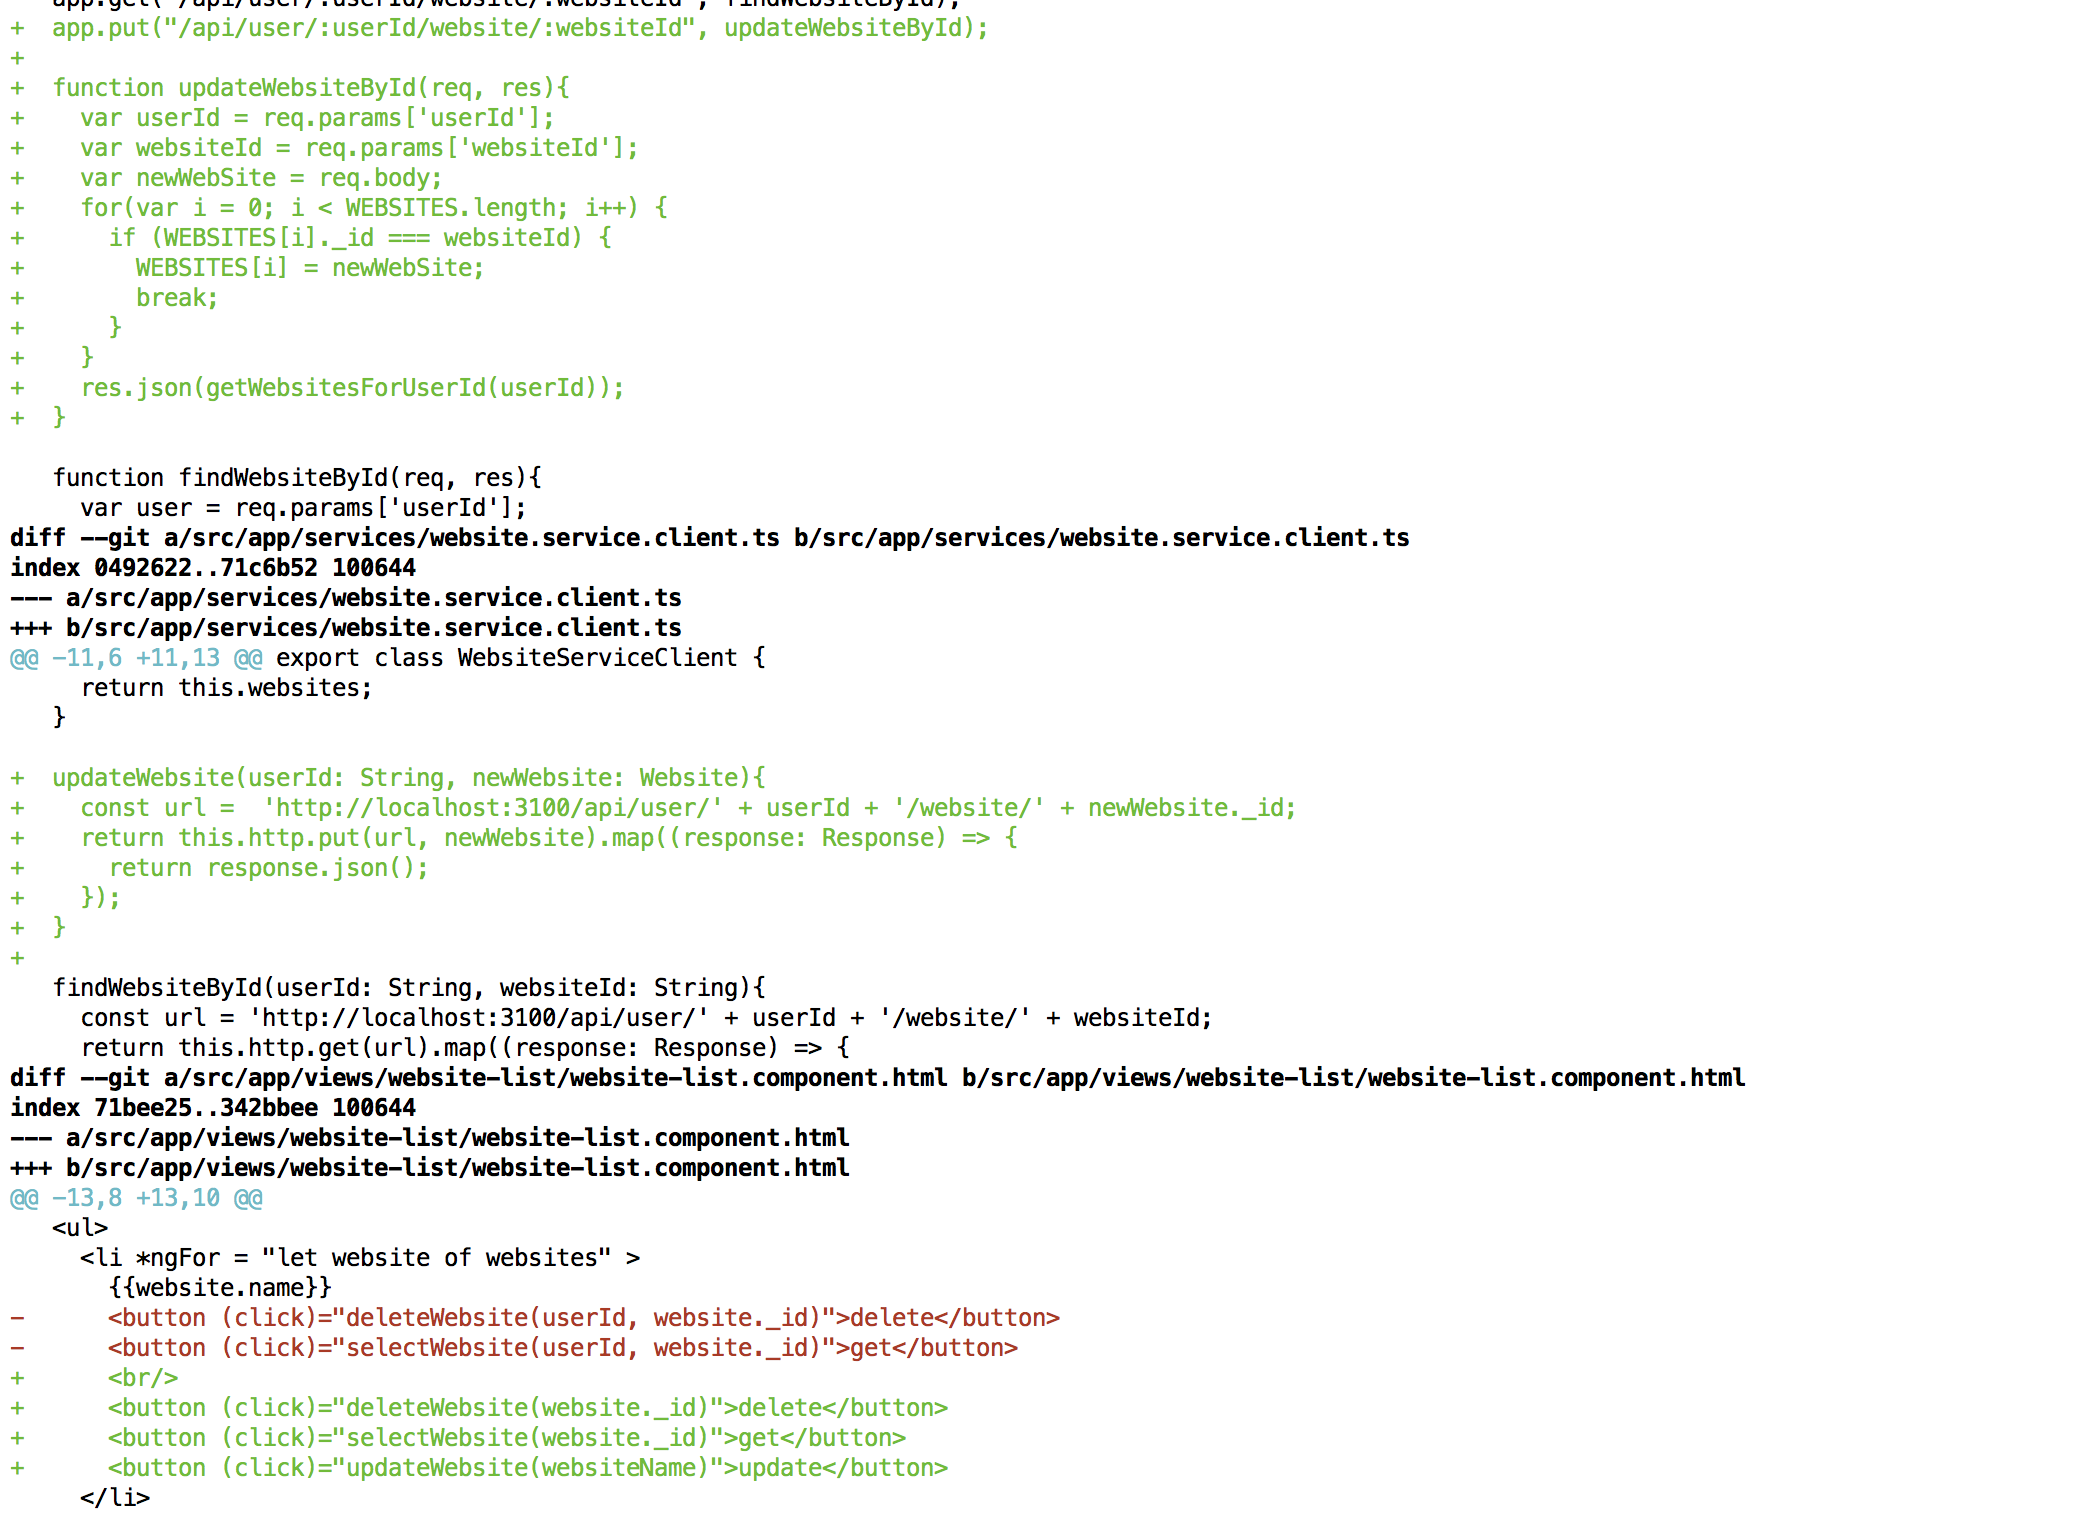 app.get("/api/user/:userId/website/:websiteId", findWebsiteById);
+  app.put("/api/user/:userId/website/:websiteId", updateWebsiteById);
+
+  function updateWebsiteById(req, res){
+    var userId = req.params['userId'];
+    var websiteId = req.params['websiteId'];
+    var newWebSite = req.body;
+    for(var i = 0; i < WEBSITES.length; i++) {
+      if (WEBSITES[i]._id === websiteId) {
+        WEBSITES[i] = newWebSite;
+        break;
+      }
+    }
+    res.json(getWebsitesForUserId(userId));
+  }
   function findWebsiteById(req, res){
     var user = req.params['userId'];
diff --git a/src/app/services/website.service.client.ts b/src/app/services/website.service.client.ts
index 0492622..71c6b52 100644
--- a/src/app/services/website.service.client.ts
+++ b/src/app/services/website.service.client.ts
@@ -11,6 +11,13 @@ export class WebsiteServiceClient {
     return this.websites;
   }
+  updateWebsite(userId: String, newWebsite: Website){
+    const url =  'http://localhost:3100/api/user/' + userId + '/website/' + newWebsite._id;
+    return this.http.put(url, newWebsite).map((response: Response) => {
+      return response.json();
+    });
+  }
+
   findWebsiteById(userId: String, websiteId: String){
     const url = 'http://localhost:3100/api/user/' + userId + '/website/' + websiteId;
     return this.http.get(url).map((response: Response) => {
diff --git a/src/app/views/website-list/website-list.component.html b/src/app/views/website-list/website-list.component.html
index 71bee25..342bbee 100644
--- a/src/app/views/website-list/website-list.component.html
+++ b/src/app/views/website-list/website-list.component.html
@@ -13,8 +13,10 @@
   <ul>
     <li *ngFor = "let website of websites" >
       {{website.name}}
-      <button (click)="deleteWebsite(userId, website._id)">delete</button>
-      <button (click)="selectWebsite(userId, website._id)">get</button>
+      <br/>
+      <button (click)="deleteWebsite(website._id)">delete</button>
+      <button (click)="selectWebsite(website._id)">get</button>
+      <button (click)="updateWebsite(websiteName)">update</button>
     </li>